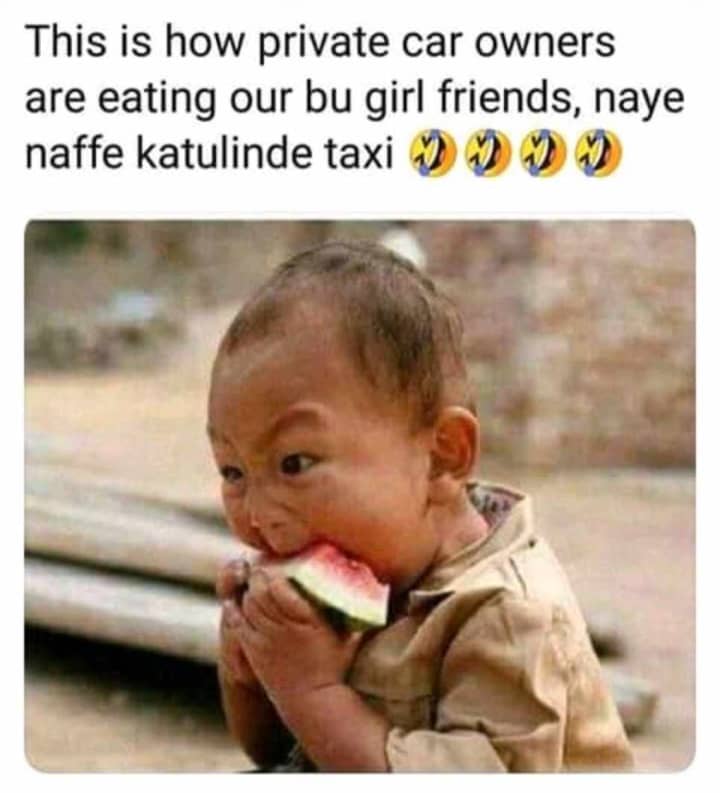 This is how private car owners
are eating our bu girl friends, naye
naffe katulinde taxi 🤣🤣🤣🤣